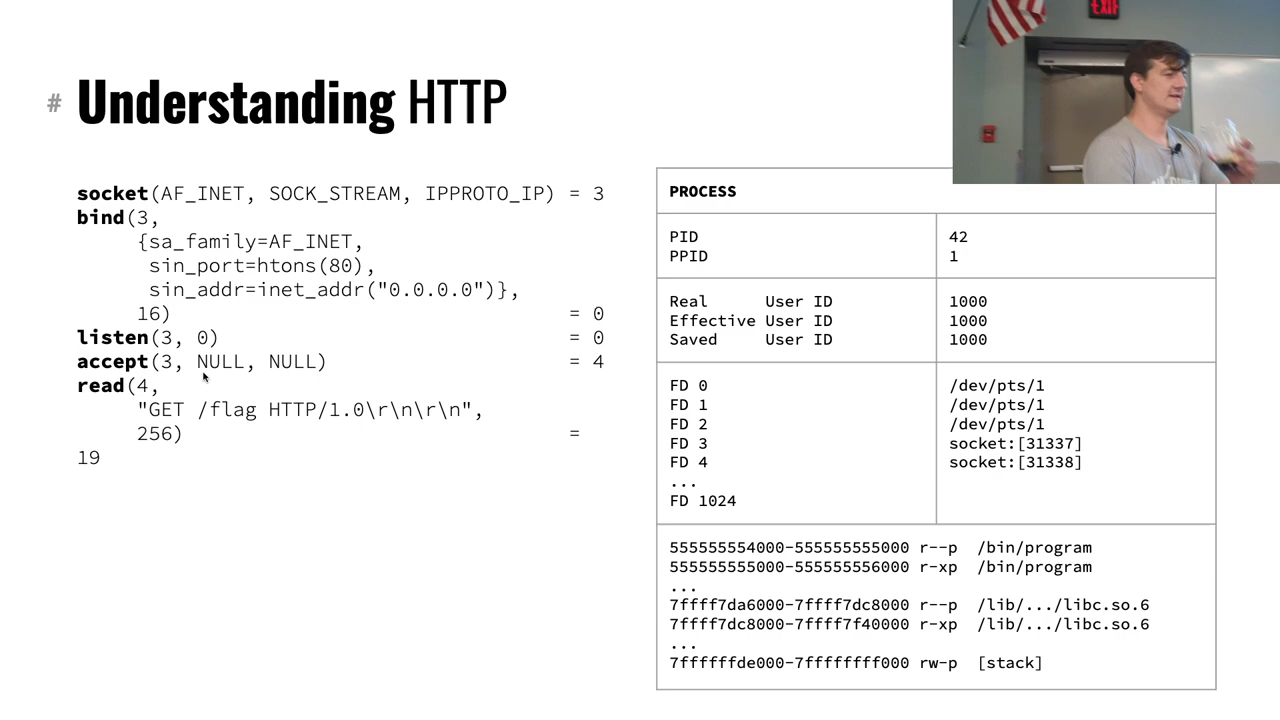 # Understanding HTTP
socket(AF_INET, SOCK_STREAM, IPPROTO_IP) = 3
bind(3,
{sa_family=AF_INET,
sin_port=htons(80),
sin_addr=inet_addr("0.0.0.0")},
16) = 0
listen(3, 0) = 0
accept(3, NULL, NULL) = 4
read(4,
"GET /flag HTTP/1.0\r\n\r\n",
256) =
19
EXIT
PROCESS
PID 42
PPID 1
Real User ID 1000
Effective User ID 1000
Saved User ID 1000
FD 0 /dev/pts/1
FD 1 /dev/pts/1
FD 2 /dev/pts/1
FD 3 socket:[31337]
FD 4 socket:[31338]
...
FD 1024
555555554000-555555555000 r--p /bin/program
555555555000-555555556000 r-xp /bin/program
...
7ffff7da6000-7ffff7dc8000 r--p /lib/.../libc.so.6
7ffff7dc8000-7ffff7f40000 r-xp /lib/.../libc.so.6
...
7ffffffde000-7ffffffff000 rw-p [stack]